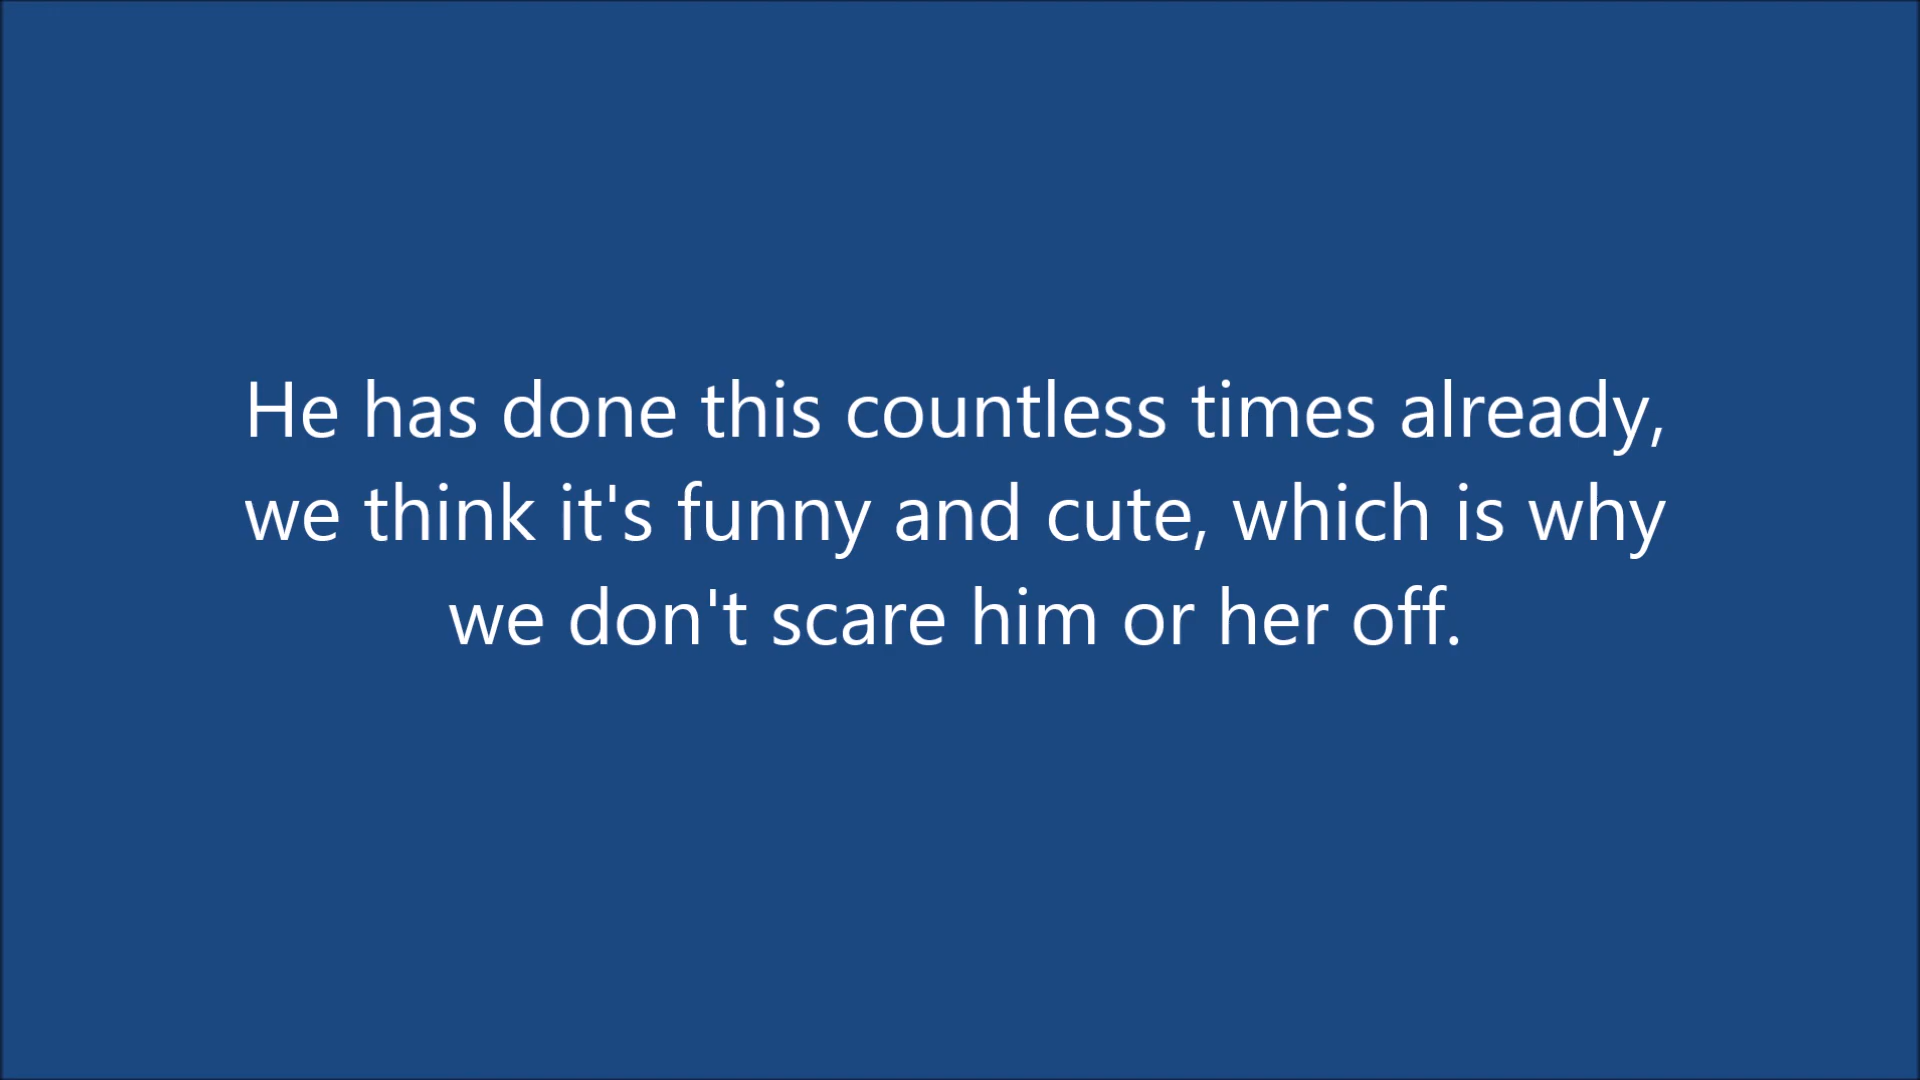 He has done this countless times already,
we think it's funny and cute, which is why
we don't scare him or her off.